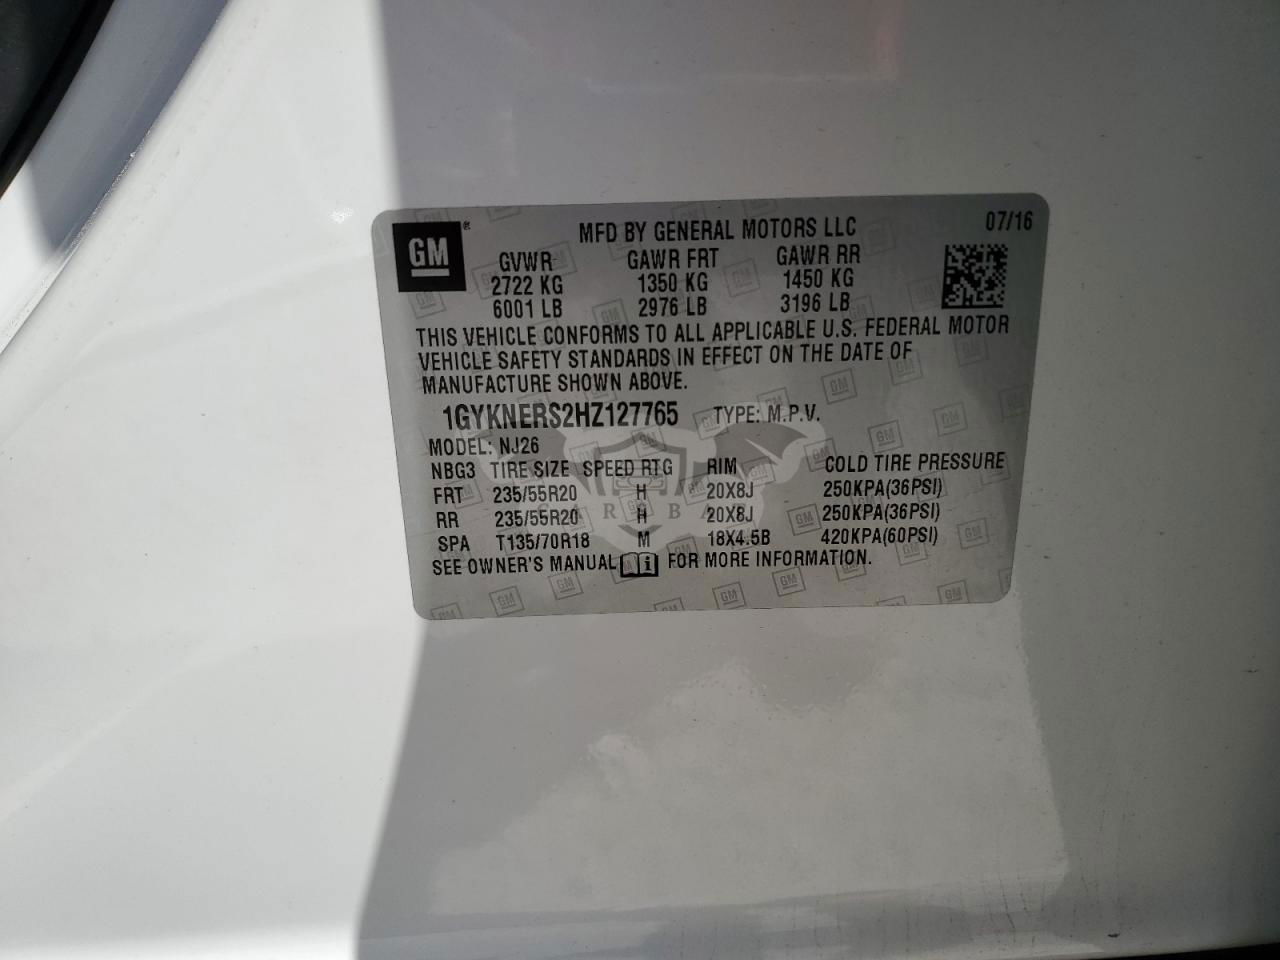 GM®
MFD BY GENERAL MOTORS LLC 07/16
GVWR GAWR FRT GAWR RR
2722 KG 1350 KG 1450 KG
6001 LB 2976 LB 3196 LB
THIS VEHICLE CONFORMS TO ALL APPLICABLE U.S. FEDERAL MOTOR
VEHICLE SAFETY STANDARDS IN EFFECT ON THE DATE OF
MANUFACTURE SHOWN ABOVE.
1GYKNERS2HZ127765 TYPE: M.P.V.
MODEL: NJ26
NBG3 TIRE SIZE SPEED RTG RIM COLD TIRE PRESSURE
FRT 235/55R20 H 20X8J 250KPA(36PSI)
RR 235/55R20 H 20X8J 250KPA(36PSI)
SPA T135/70R18 M 18X4.5B 420KPA(60PSI)
SEE OWNER'S MANUAL i FOR MORE INFORMATION.